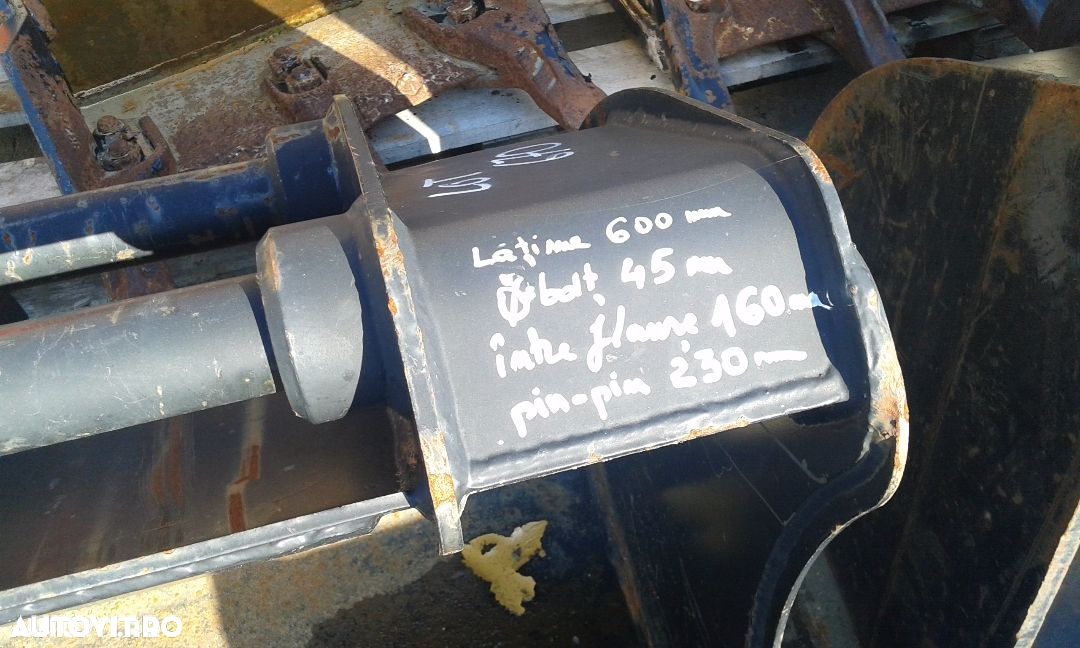 Lățime 600 mm
Ø bolț 45 mm
între flanșe 160 mm
pin-pin 230 mm
AUTOVIT.RO